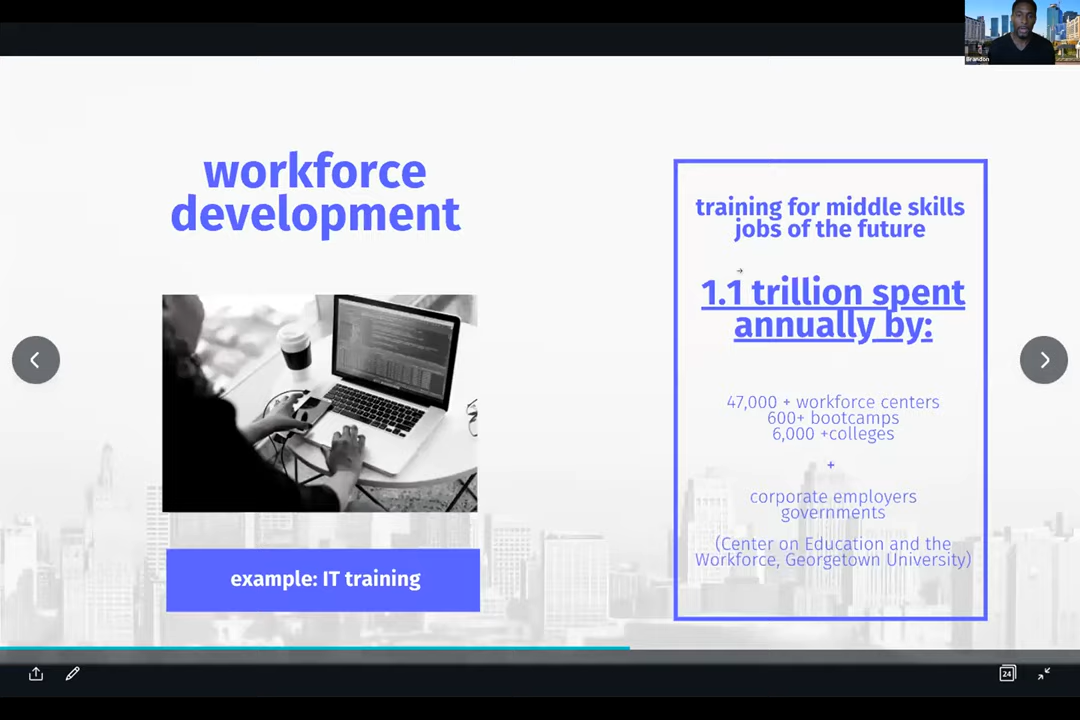 Brandon
workforce
development
example: IT training
training for middle skills
jobs of the future
1.1 trillion spent
annually by:
47,000 + workforce centers
600+ bootcamps
6,000 +colleges
+
corporate employers
governments
(Center on Education and the
Workforce, Georgetown University)
24